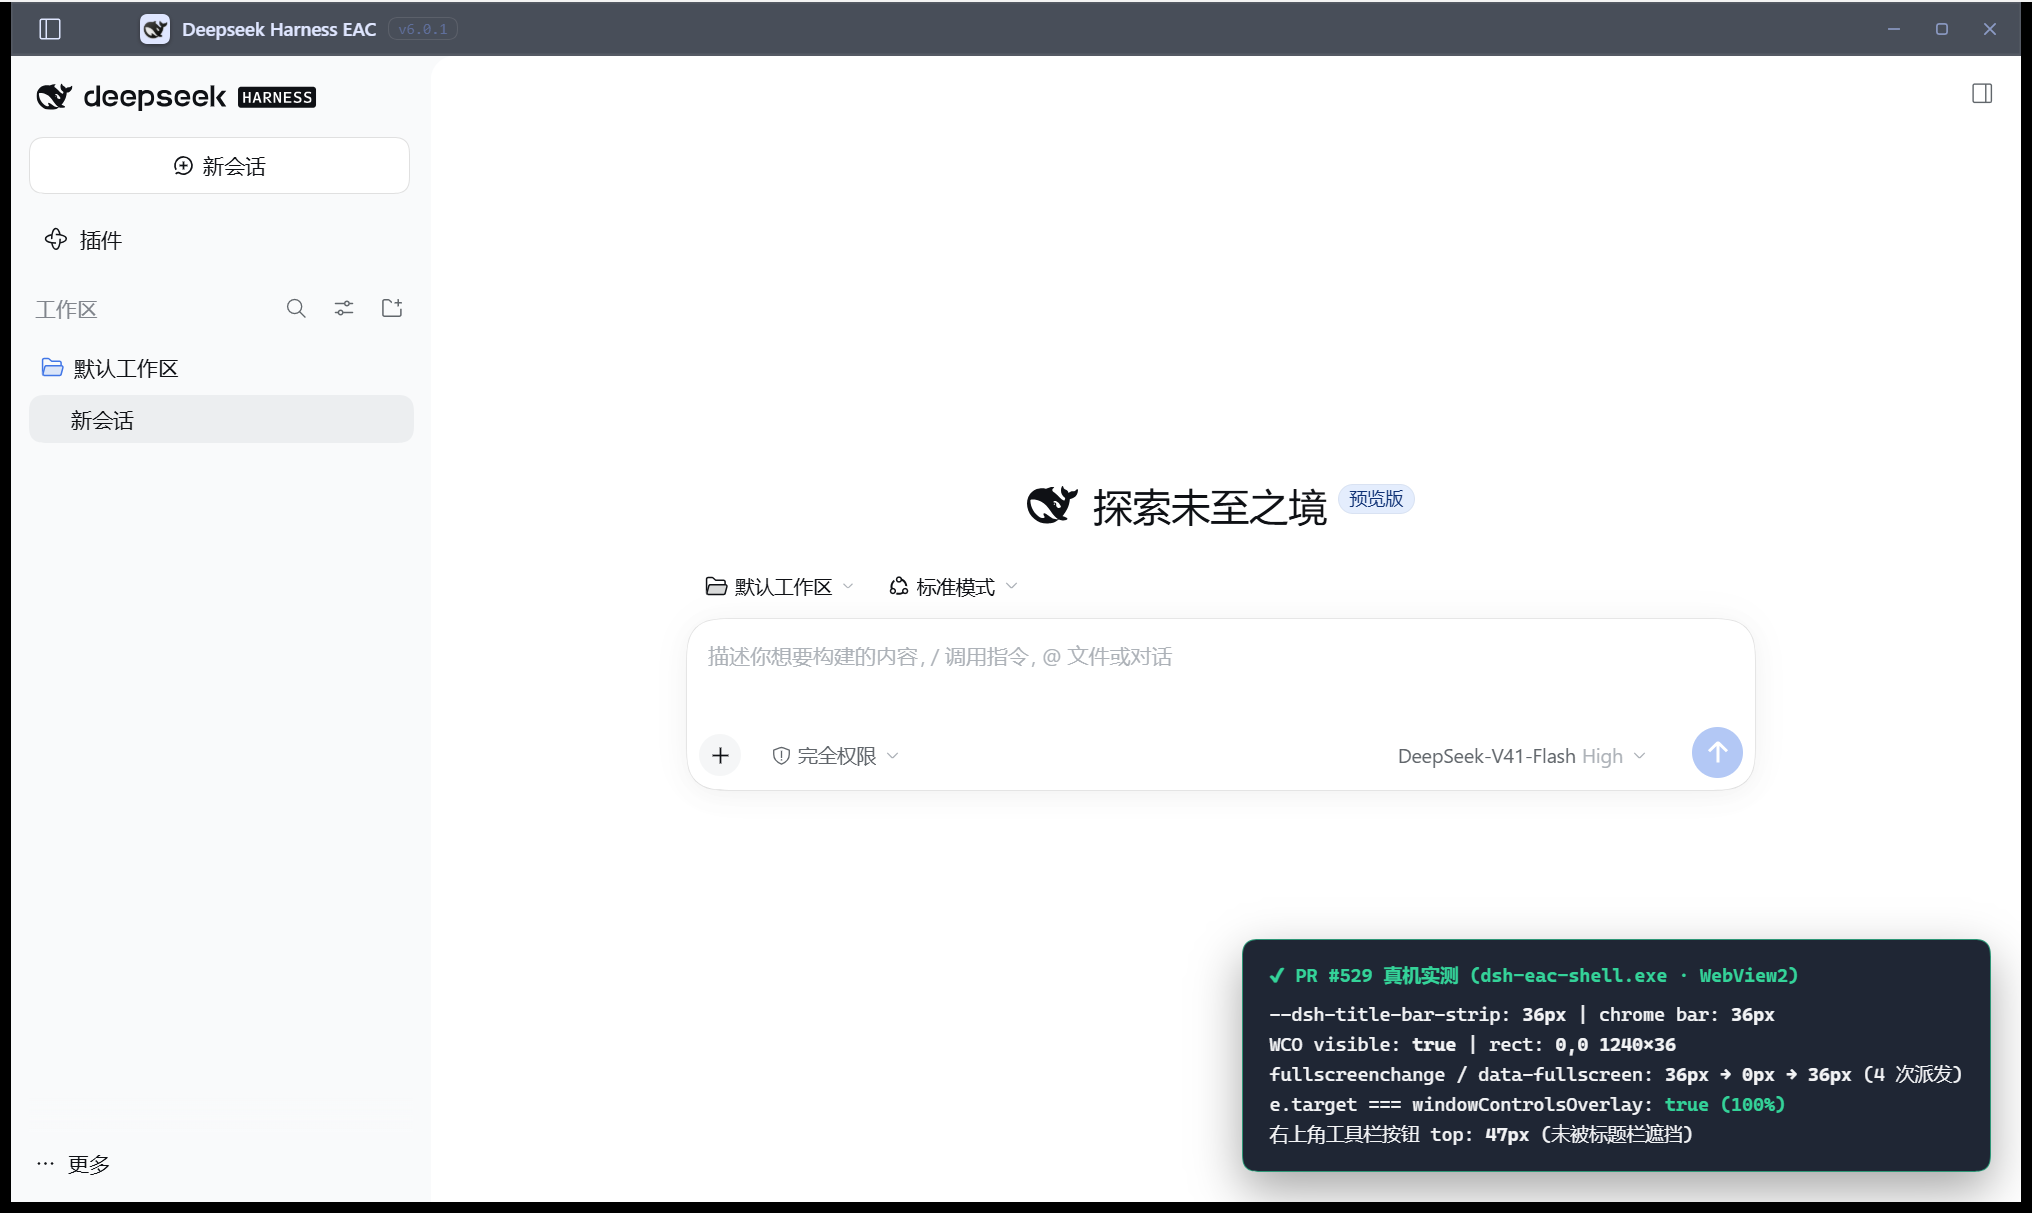 Deepseek Harness EAC v6.0.1
deepseek HARNESS
新会话
插件
工作区
默认工作区
新会话
探索未至之境 预览版
默认工作区 标准模式
描述你想要构建的内容, / 调用指令, @ 文件或对话
完全权限 DeepSeek-V41-Flash High
✓ PR #529 真机实测 (dsh-eac-shell.exe · WebView2)
--dsh-title-bar-strip: 36px | chrome bar: 36px
WCO visible: true | rect: 0,0 1240×36
fullscreenchange / data-fullscreen: 36px → 0px → 36px (4 次派发)
e.target === windowControlsOverlay: true (100%)
右上角工具栏按钮 top: 47px (未被标题栏遮挡)
··· 更多